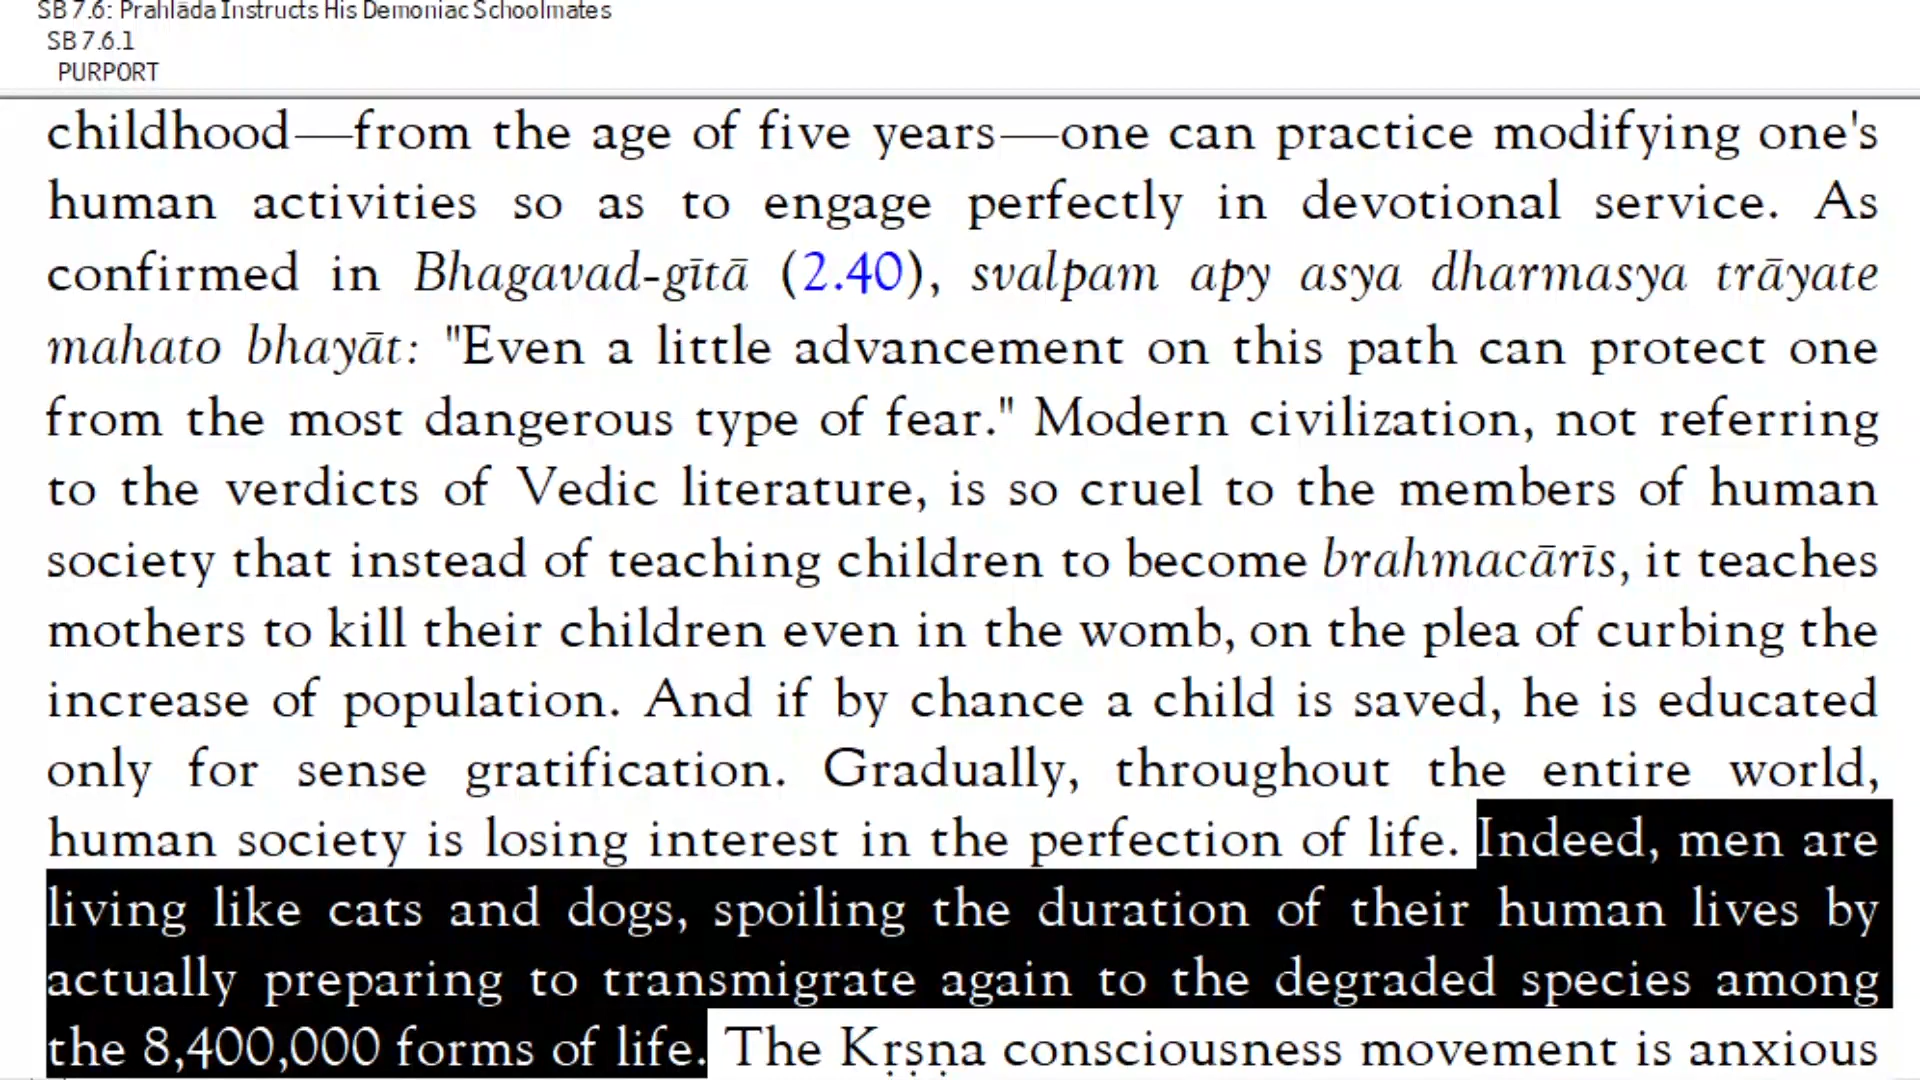 SB 7.6: Prahlāda Instructs His Demoniac Schoolmates
SB 7.6.1
PURPORT
childhood—from the age of five years—one can practice modifying one's
human activities so as to engage perfectly in devotional service. As
confirmed in Bhagavad-gītā (2.40), svalpam apy asya dharmasya trāyate
mahato bhayāt: "Even a little advancement on this path can protect one
from the most dangerous type of fear." Modern civilization, not referring
to the verdicts of Vedic literature, is so cruel to the members of human
society that instead of teaching children to become brahmacārīs, it teaches
mothers to kill their children even in the womb, on the plea of curbing the
increase of population. And if by chance a child is saved, he is educated
only for sense gratification. Gradually, throughout the entire world,
human society is losing interest in the perfection of life. Indeed, men are
living like cats and dogs, spoiling the duration of their human lives by
actually preparing to transmigrate again to the degraded species among
the 8,400,000 forms of life. The Kṛṣṇa consciousness movement is anxious